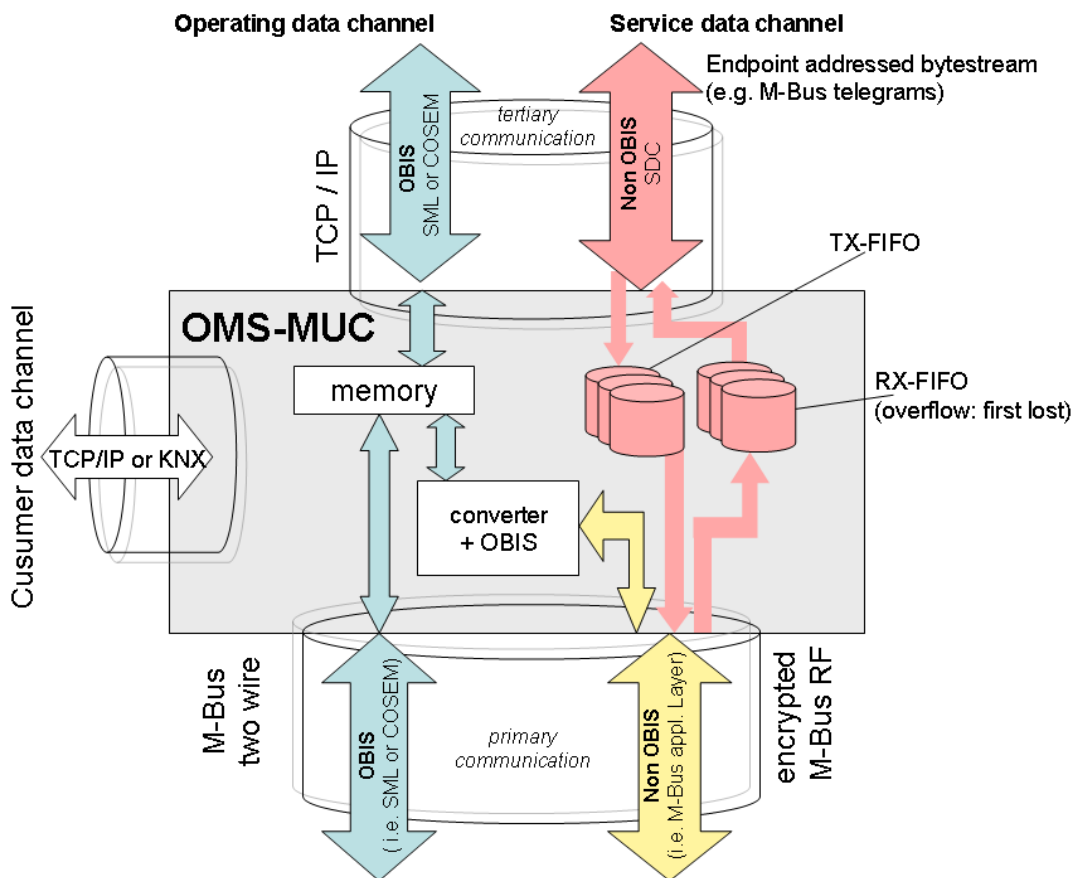 Operating data channel
Service data channel
Endpoint addressed bytestream
(e.g. M-Bus telegrams)
tertiary
communication
OBIS
SML or COSEM
Non OBIS
SDC
TCP / IP
TX-FIFO
OMS-MUC
memory
RX-FIFO
(overflow: first lost)
Cusumer data channel
TCP/IP or KNX
converter
+ OBIS
M-Bus
two wire
OBIS
( i.e. SML or COSEM)
primary
communication
Non OBIS
(i.e. M-Bus appl. Layer)
encrypted
M-Bus RF